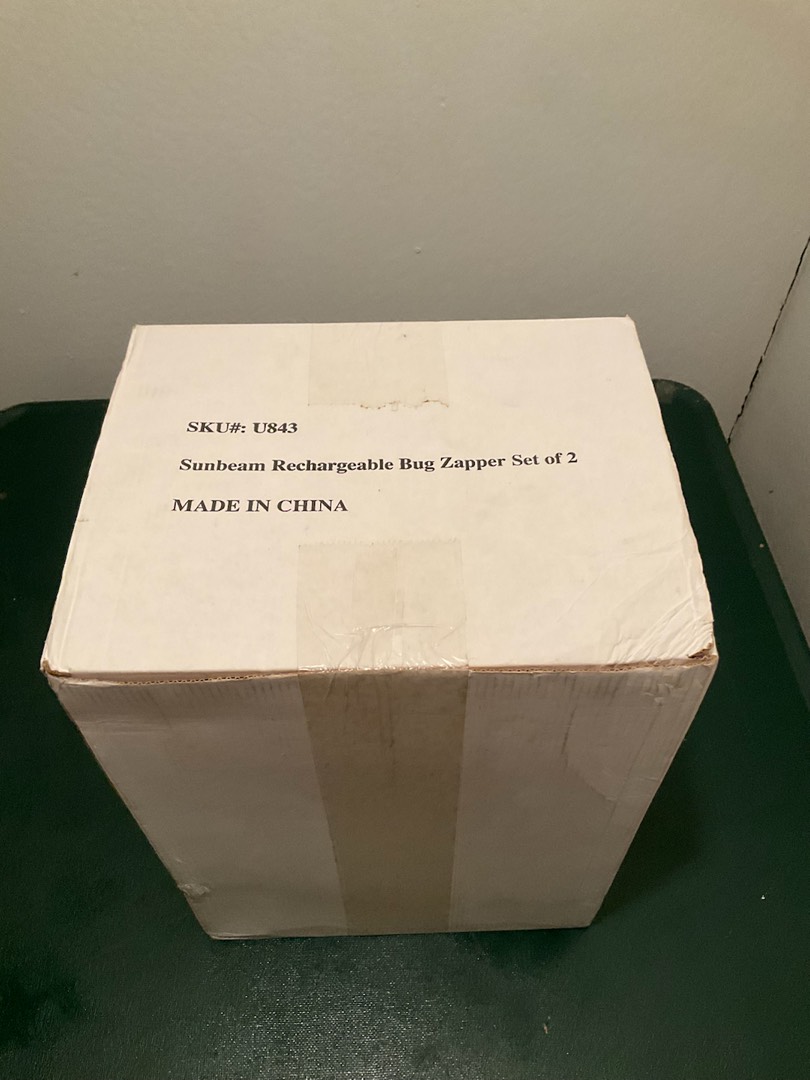 SKU#: U843
Sunbeam Rechargeable Bug Zapper Set of 2
MADE IN CHINA